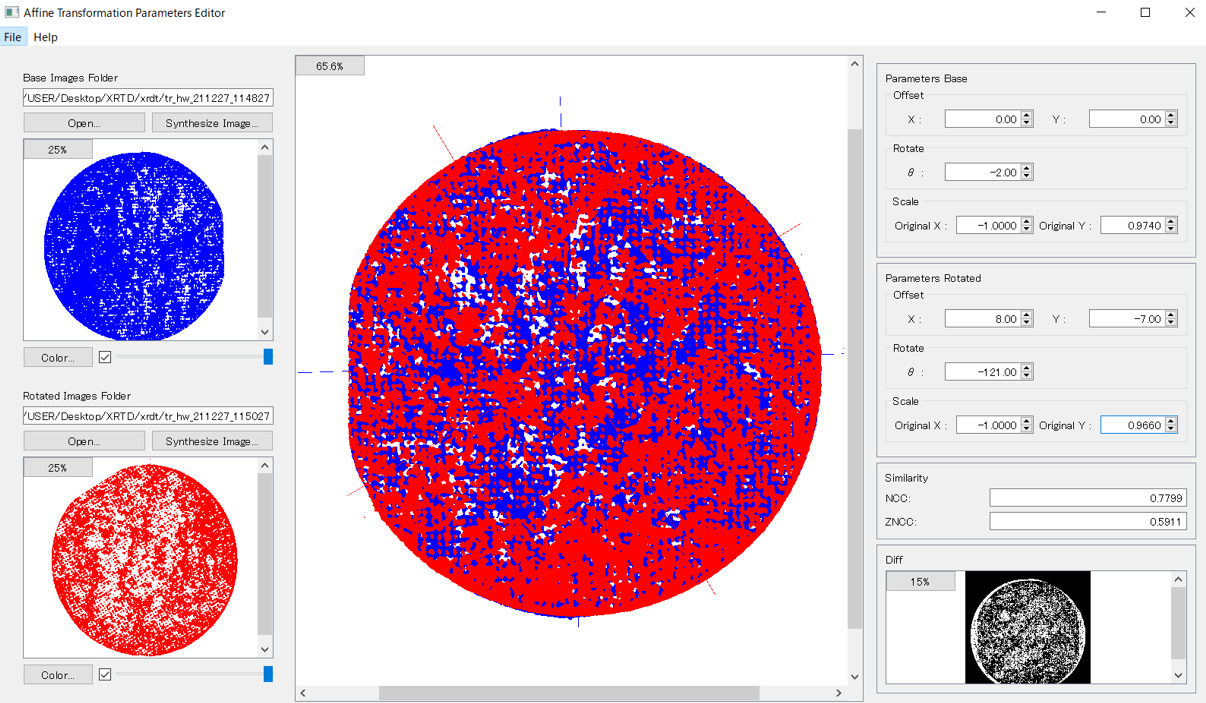 Affine Transformation Parameters Editor
File Help
Base Images Folder
/USER/Desktop/XRTD/xrdt/tr_hw_211227_114827
Open... Synthesize Image...
25%
Color...
Rotated Images Folder
/USER/Desktop/XRTD/xrdt/tr_hw_211227_115027
Open... Synthesize Image...
25%
Color...
65.6%
Parameters Base
Offset
X : 0.00 Y : 0.00
Rotate
θ : -2.00
Scale
Original X : -1.0000 Original Y : 0.9740
Parameters Rotated
Offset
X : 8.00 Y : -7.00
Rotate
θ : -121.00
Scale
Original X : -1.0000 Original Y : 0.9660
Similarity
NCC: 0.7799
ZNCC: 0.5911
Diff
15%